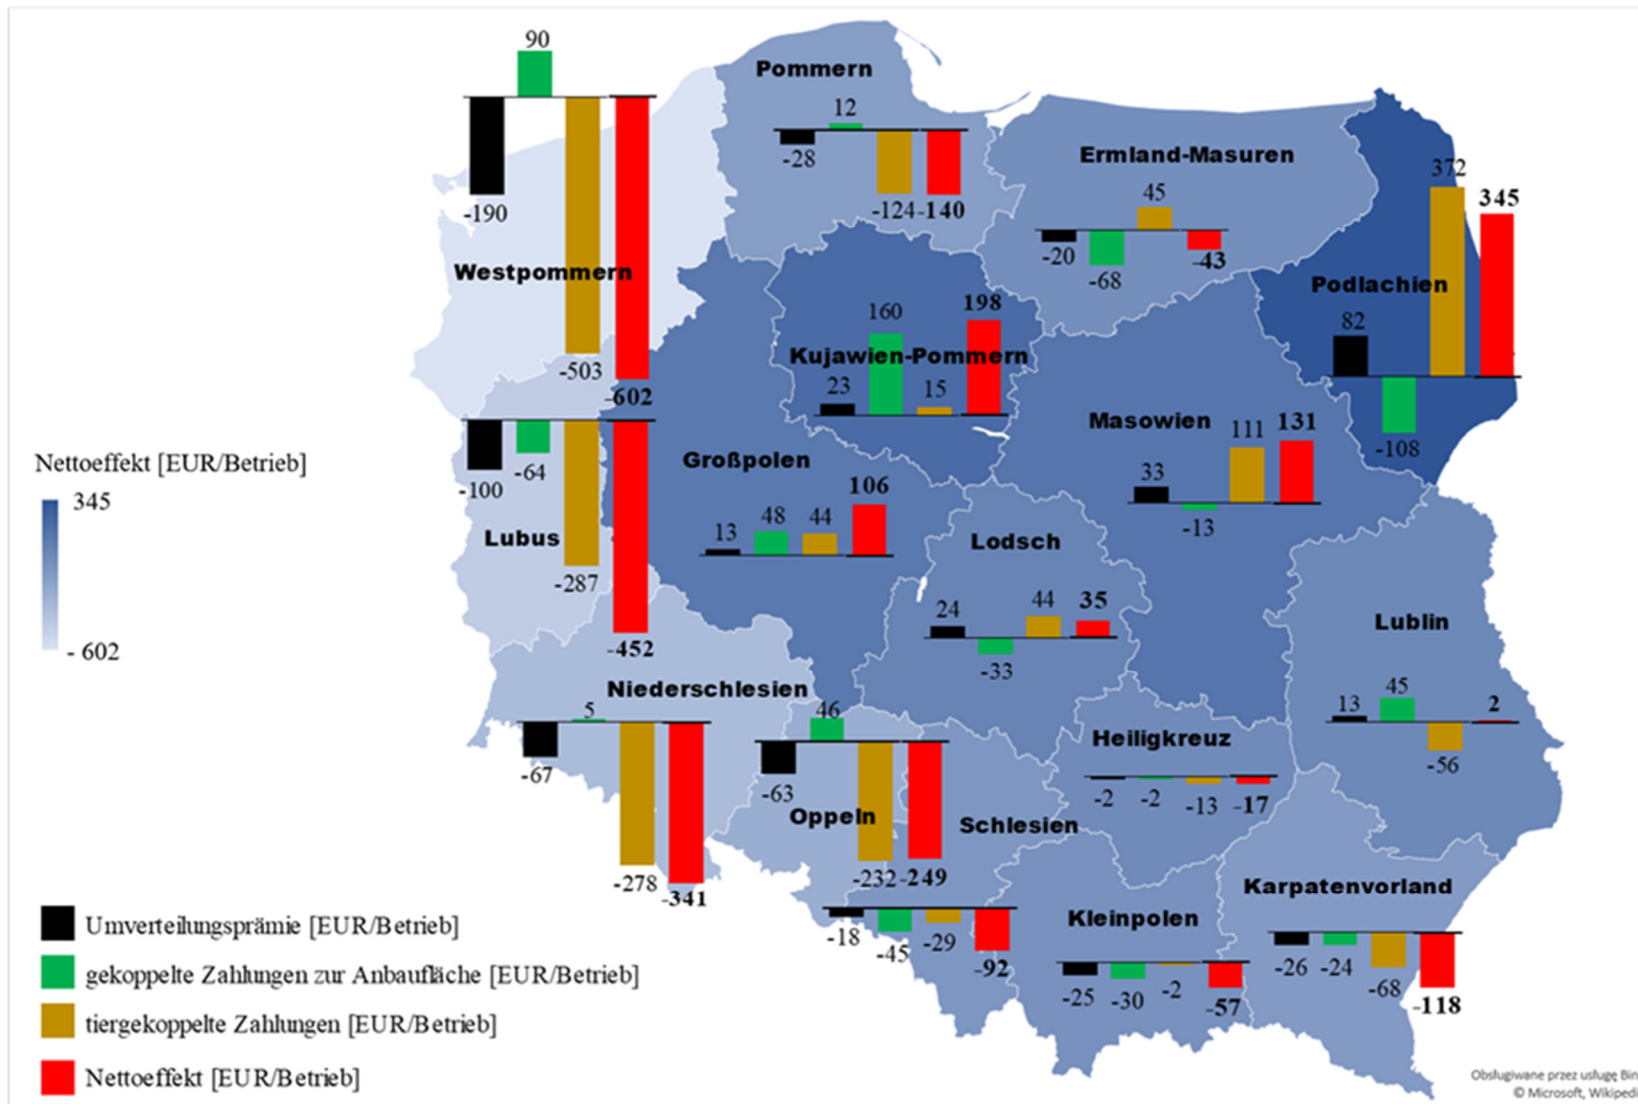 90
-190
-503
-602
Westpommern
Pommern
12
-28
-124
-140
Ermland-Masuren
45
-20
-68
-43
372
345
Podlachien
82
-108
160
198
Kujawien-Pommern
23
15
Masowien
111
131
33
-13
Großpolen
106
13
48
44
-100
-64
Lubus
-287
-452
Nettoeffekt [EUR/Betrieb]
345
- 602
Lodsch
24
44
35
-33
Lublin
13
45
2
-56
Niederschlesien
5
-67
-278
-341
46
-63
Oppeln
-232
-249
Heiligkreuz
-2
-2
-13
-17
Schlesien
-18
-45
-29
-92
Kleinpolen
-25
-30
-2
-57
Karpatenvorland
-26
-24
-68
-118
Umverteilungsprämie [EUR/Betrieb]
gekoppelte Zahlungen zur Anbaufläche [EUR/Betrieb]
tiergekoppelte Zahlungen [EUR/Betrieb]
Nettoeffekt [EUR/Betrieb]
Obsługiwane przez usługę Bin
© Microsoft, Wikipedi